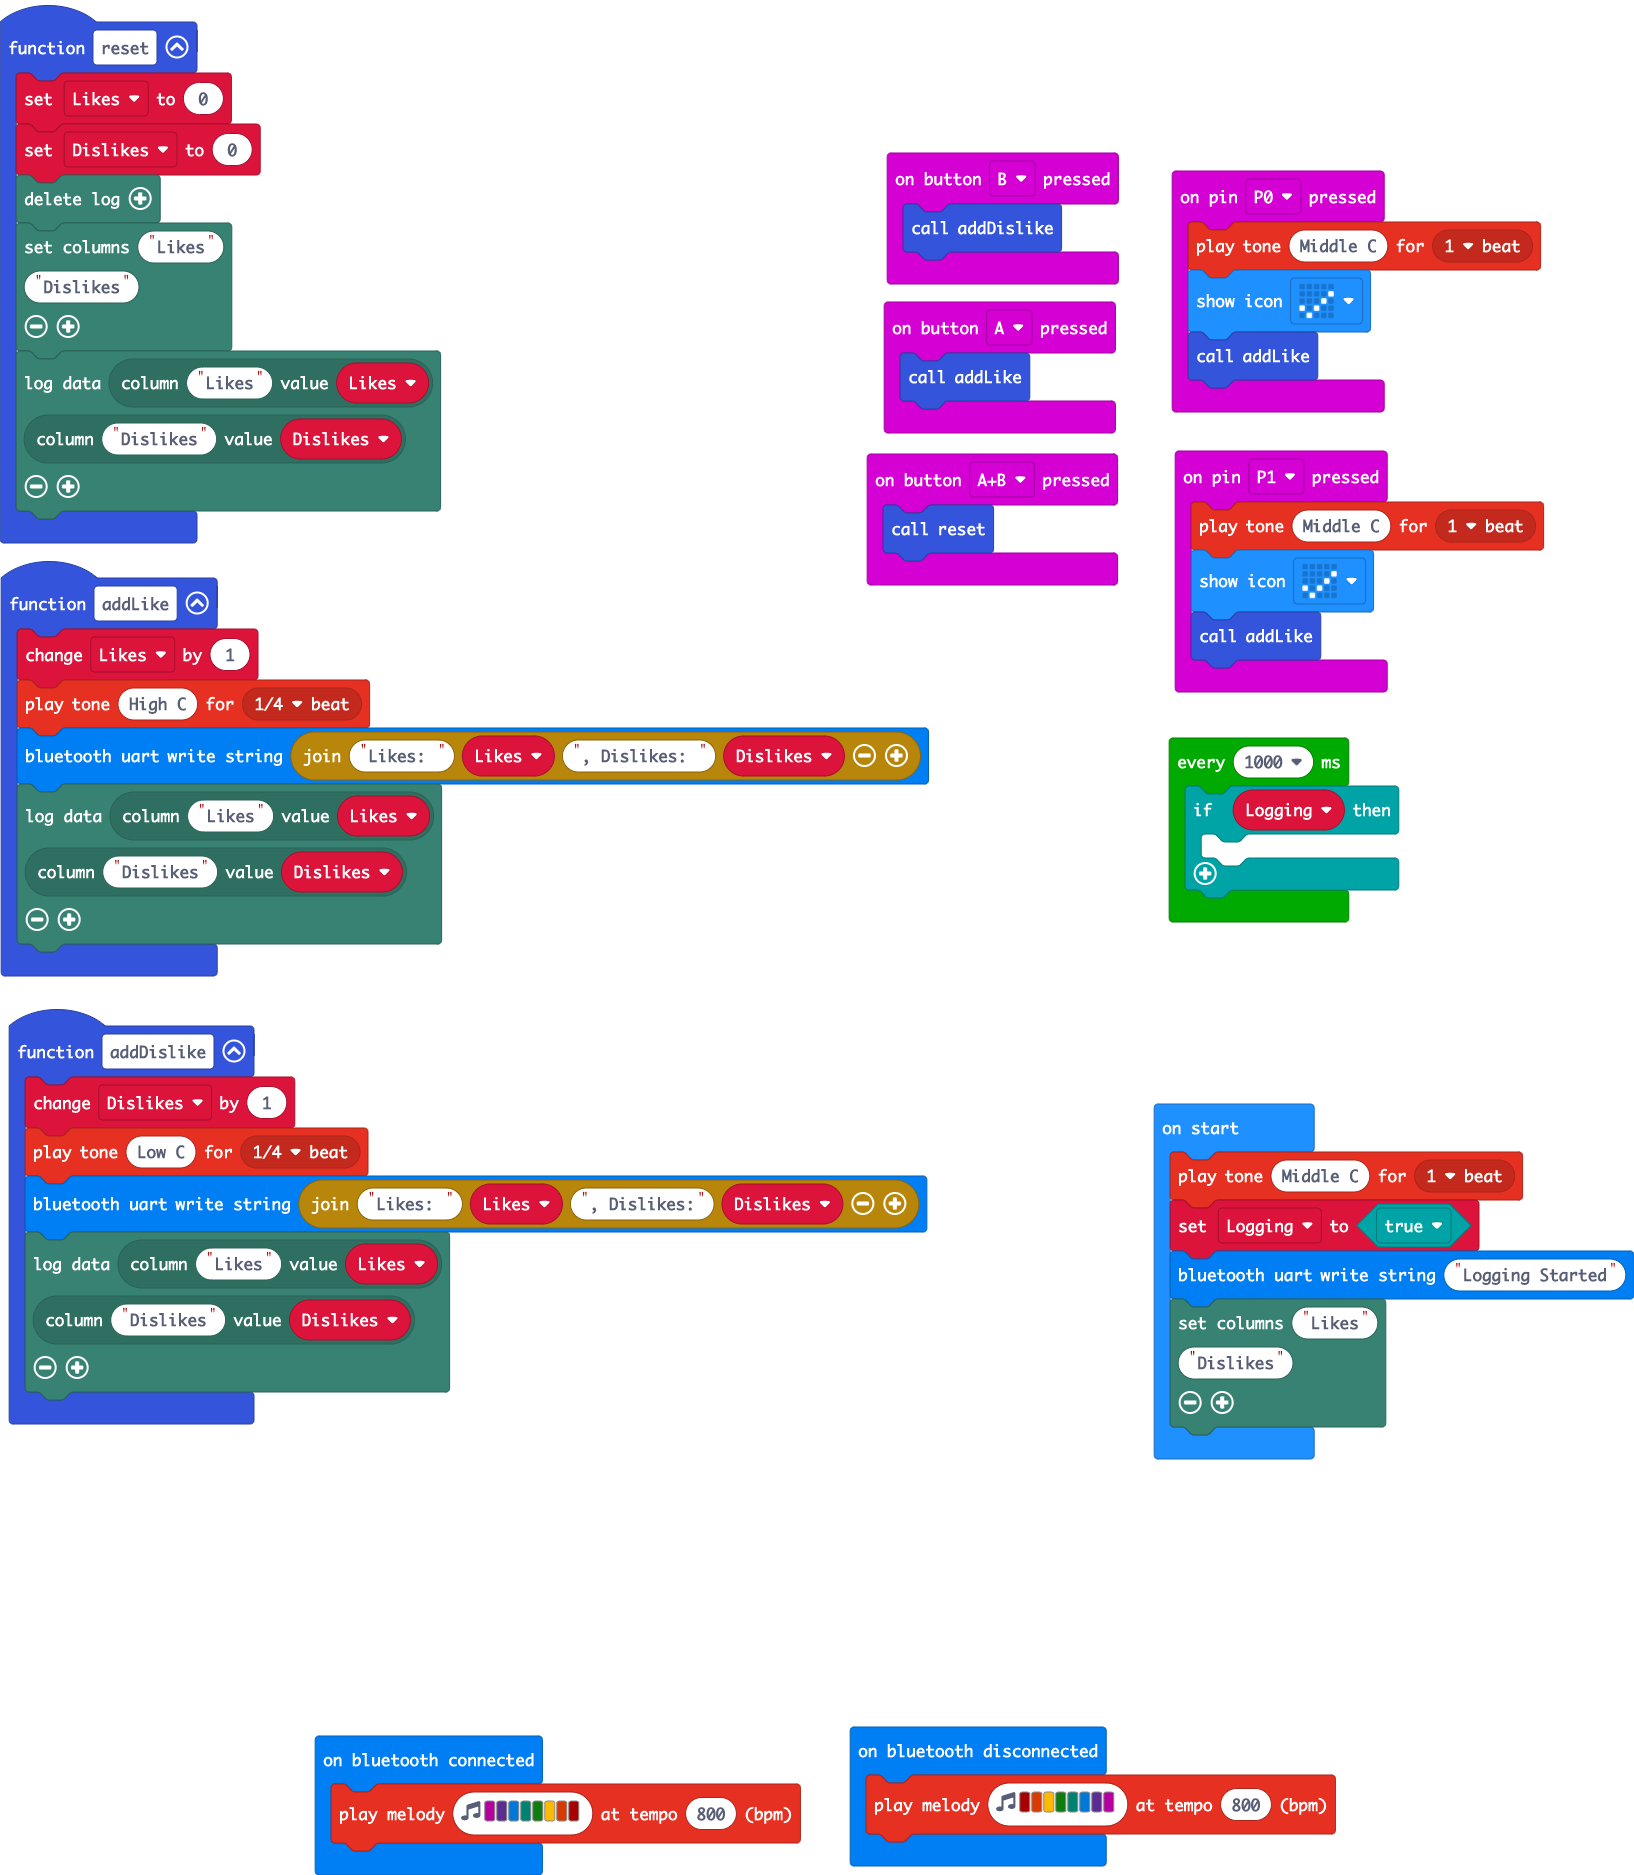 function reset
set Likes to 0
set Dislikes to 0
delete log
set columns "Likes"
"Dislikes"
log data column "Likes" value Likes
column "Dislikes" value Dislikes
function addLike
change Likes by 1
play tone High C for 1/4 beat
bluetooth uart write string join "Likes: " Likes ", Dislikes: " Dislikes
log data column "Likes" value Likes
column "Dislikes" value Dislikes
function addDislike
change Dislikes by 1
play tone Low C for 1/4 beat
bluetooth uart write string join "Likes: " Likes ", Dislikes:" Dislikes
log data column "Likes" value Likes
column "Dislikes" value Dislikes
on button B pressed
call addDislike
on button A pressed
call addLike
on button A+B pressed
call reset
on pin P0 pressed
play tone Middle C for 1 beat
show icon
call addLike
on pin P1 pressed
play tone Middle C for 1 beat
show icon
call addLike
every 1000 ms
if Logging then
on start
play tone Middle C for 1 beat
set Logging to true
bluetooth uart write string "Logging Started"
set columns "Likes"
"Dislikes"
on bluetooth connected
play melody at tempo 800 (bpm)
on bluetooth disconnected
play melody at tempo 800 (bpm)